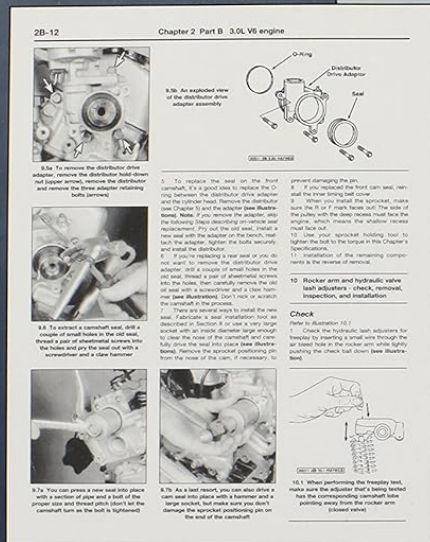 2B-12
Chapter 2 Part B 3.0L V6 engine
9.5a To remove the distributor drive
adapter, remove the distributor hold-down
nut (upper arrow), remove the distributor
and remove the three adapter retaining
bolts (arrows)
9.5b An exploded view
of the distributor drive
adapter assembly
O-Ring
Distributor
Drive Adaptor
Seal
9.6 To extract a camshaft seal, drill a
couple of small holes in the old seal,
thread a pair of sheetmetal screws into
the holes and pry the seal out with a
screwdriver and a claw hammer
5 To replace the seal on the front
camshaft, it's a good idea to replace the O-
ring between the distributor drive adapter
and the cylinder head. Remove the distributor
(see Chapter 5) and the adapter (see illustra-
tions). Note: If you remove the adapter, skip
the following Steps describing on-vehicle seal
replacement. Pry out the old seal, install a
new seal with the adapter on the bench, reat-
tach the adapter, tighten the bolts securely,
and install the distributor.
6 If you're replacing a rear seal or you do
not want to remove the distributor drive
adapter, drill a couple of small holes in the
old seal, thread a pair of sheetmetal screws
into the holes, then carefully remove the old
seal with a screwdriver and a claw ham-
mer (see illustration). Don't nick or scratch
the camshaft in the process.
7 There are several ways to install the new
seal. Fabricate a seal installation tool as
described in Section 8 or use a very large
socket with an inside diameter large enough
to clear the nose of the camshaft and care-
fully drive the seal into place (see illustra-
tions). Remove the sprocket positioning pin
from the nose of the cam, if necessary, to
prevent damaging the pin.
8 If you replaced the front cam seal, rein-
stall the inner timing belt cover.
9 When you install the sprocket, make
sure the R or F mark faces out! The side of
the pulley with the deep recess must face the
engine, which means the shallow recess
must face out.
10 Use your sprocket holding tool to
tighten the bolt to the torque in this Chapter's
Specifications.
11 Installation of the remaining compo-
nents is the reverse of removal.
10 Rocker arm and hydraulic valve
lash adjusters - check, removal,
inspection, and installation
Check
Refer to illustration 10.1
1 Check the hydraulic lash adjusters for
freeplay by inserting a small wire through the
air bleed hole in the rocker arm while lightly
pushing the check ball down (see illustra-
tion).
9.7a You can press a new seal into place
with a section of pipe and a bolt of the
proper size and thread pitch (don't let the
camshaft turn as the bolt is tightened)
9.7b As a last resort, you can also drive a
cam seal into place with a hammer and a
large socket, but make sure you don't
damage the sprocket positioning pin on
the end of the camshaft
10.1 When performing the freeplay test,
make sure the adjuster that's being tested
has the corresponding camshaft lobe
pointing away from the rocker arm
(closed valve)